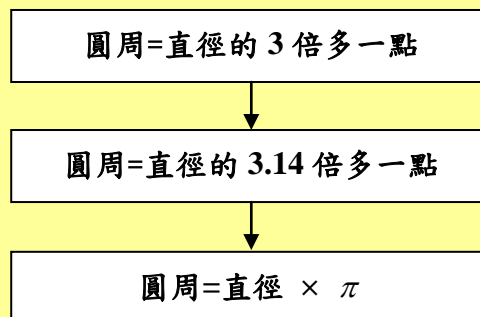 圓周=直徑的 3 倍多一點
圓周=直徑的 3.14 倍多一點
圓周=直徑 × π